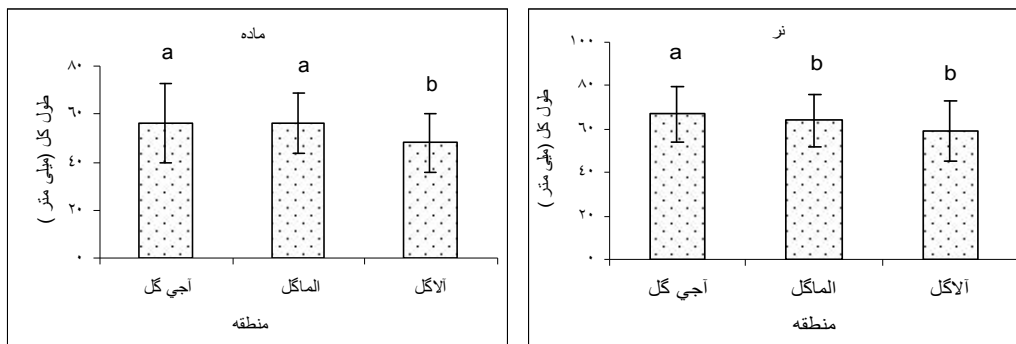 ماده
a
a
b
۸۰
۶۰
۴۰
۲۰
۰
طول کل (میلی متر )
آجي گل
الماگل
آلاگل
منطقه
نر
a
b
b
۱۰۰
۸۰
۶۰
۴۰
۲۰
۰
طول کل (میلی متر )
آجي گل
الماگل
آلاگل
منطقه